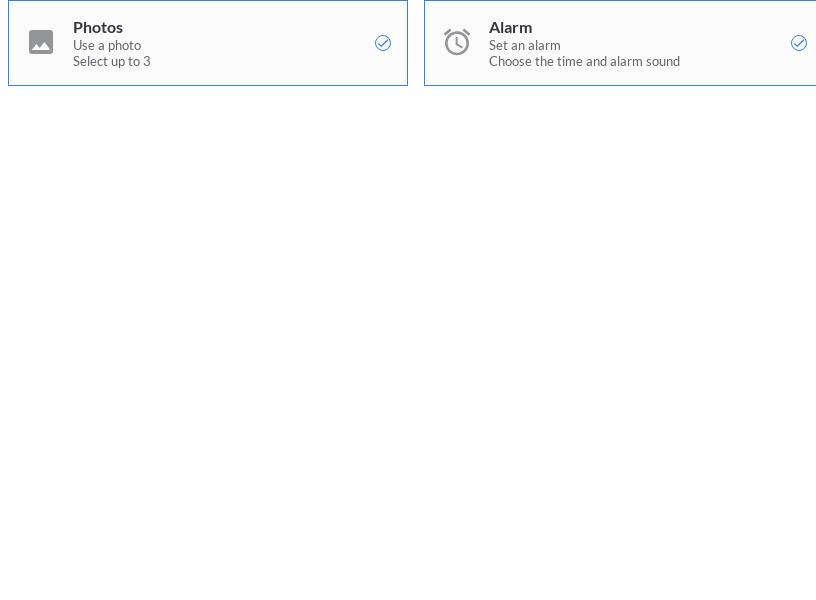 Photos
Use a photo
Select up to 3
Alarm
Set an alarm
Choose the time and alarm sound